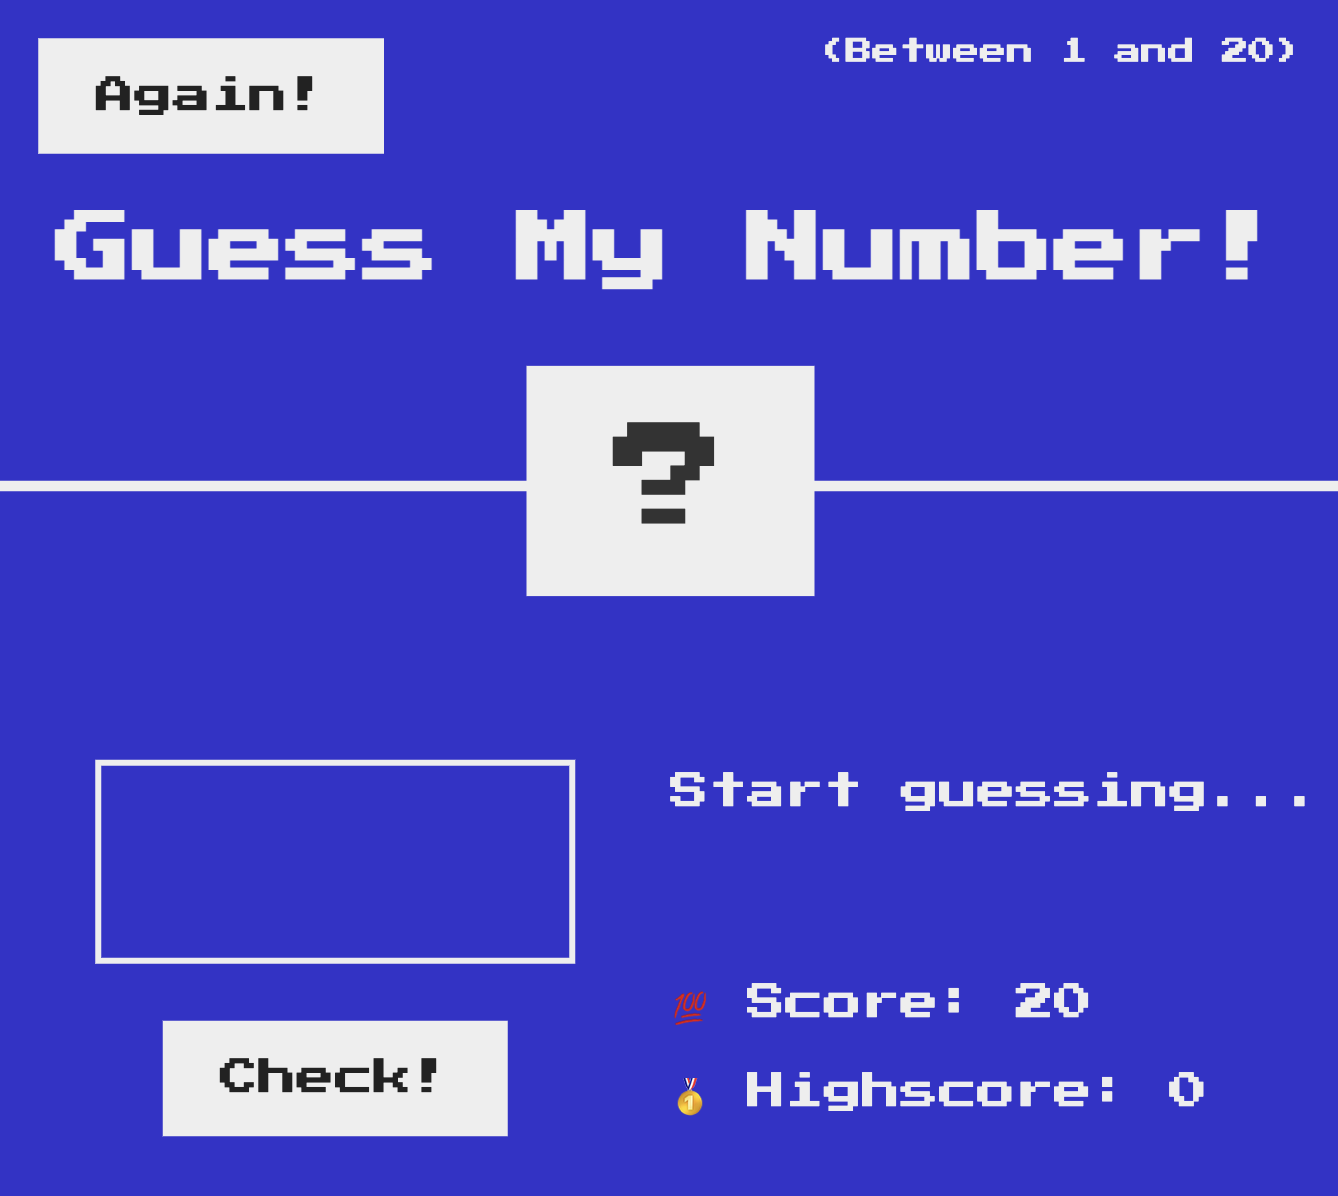 Again!
(Between 1 and 20)
Guess My Number!
?
Start guessing...
💯 Score: 20
🥇 Highscore: 0
Check!